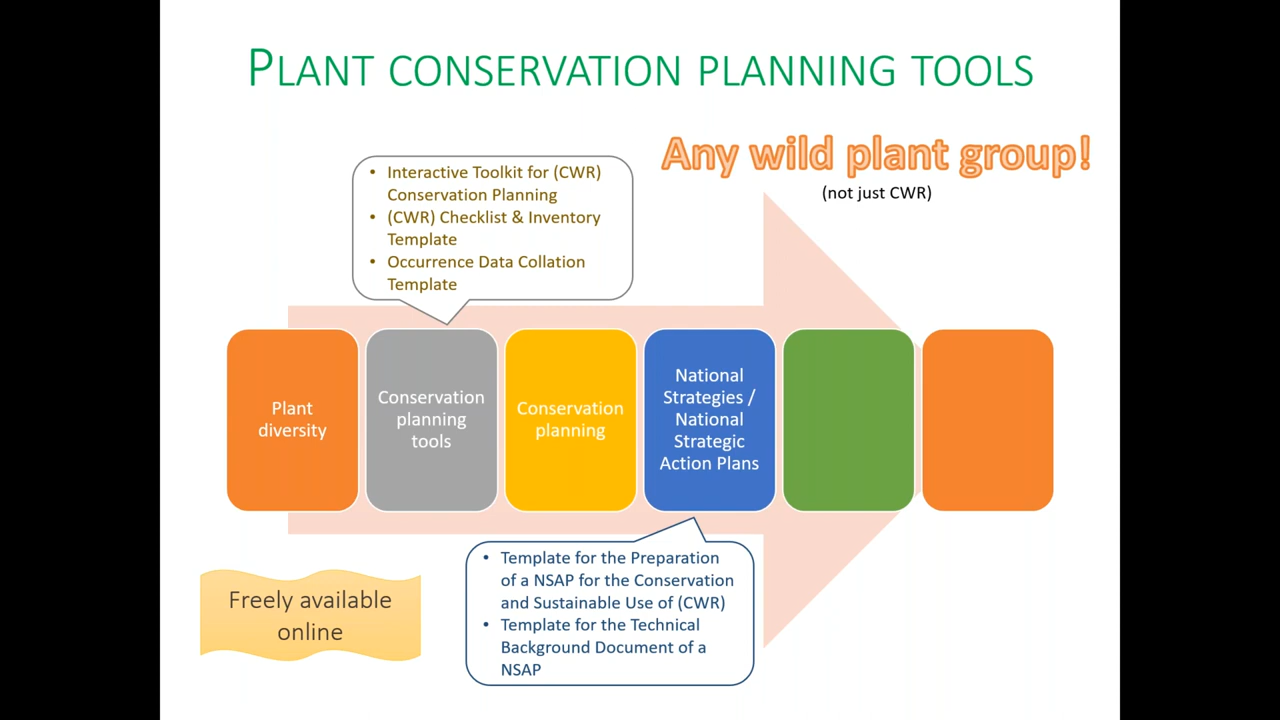 PLANT CONSERVATION PLANNING TOOLS
Any wild plant group!
(not just CWR)
• Interactive Toolkit for (CWR)
Conservation Planning
• (CWR) Checklist & Inventory
Template
• Occurrence Data Collation
Template
Plant
diversity
Conservation
planning
tools
Conservation
planning
National
Strategies /
National
Strategic
Action Plans
• Template for the Preparation
of a NSAP for the Conservation
and Sustainable Use of (CWR)
• Template for the Technical
Background Document of a
NSAP
Freely available
online